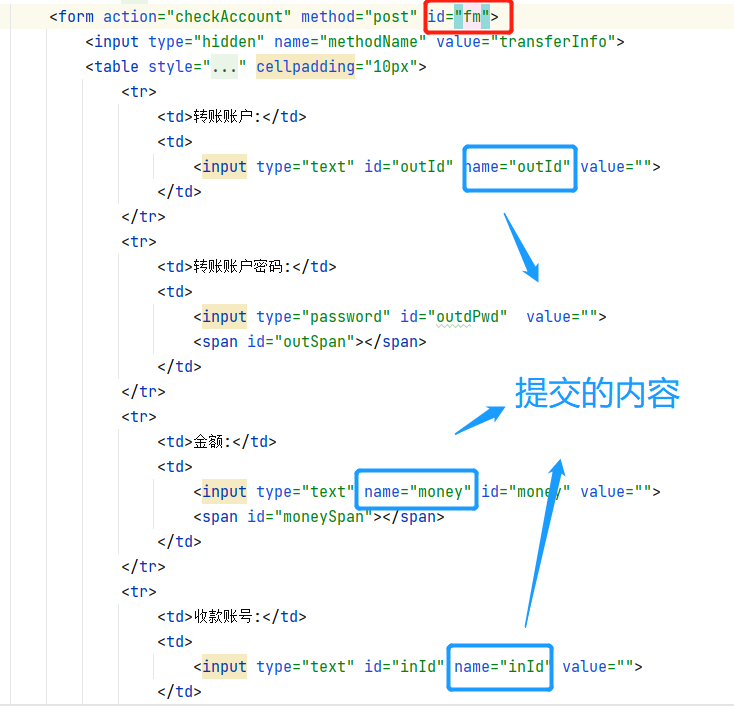 <form action="checkAccount" method="post" id="fm">
<input type="hidden" name="methodName" value="transferInfo">
<table style="..." cellpadding="10px">
<tr>
<td>转账账户:</td>
<td>
<input type="text" id="outId" name="outId" value="">
</td>
</tr>
<tr>
<td>转账账户密码:</td>
<td>
<input type="password" id="outdPwd"  value="">
<span id="outSpan"></span>
</td>
</tr>
提交的内容
<tr>
<td>金额:</td>
<td>
<input type="text" name="money" id="money" value="">
<span id="moneySpan"></span>
</td>
</tr>
<tr>
<td>收款账号:</td>
<td>
<input type="text" id="inId" name="inId" value="">
</td>